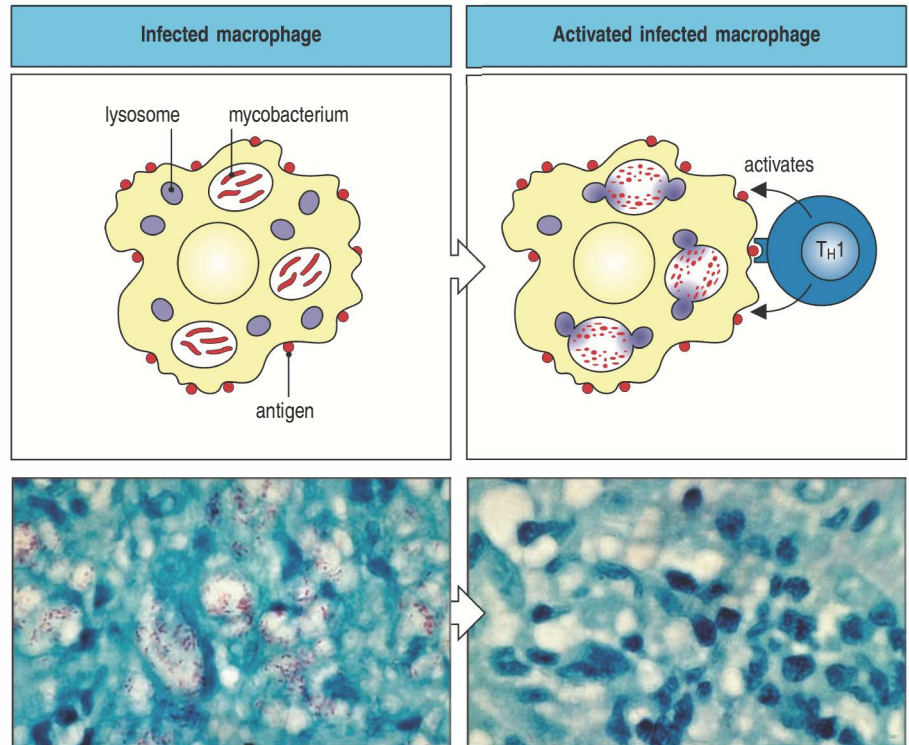 Infected macrophage
Activated infected macrophage
lysosome
mycobacterium
antigen
activates
TH1